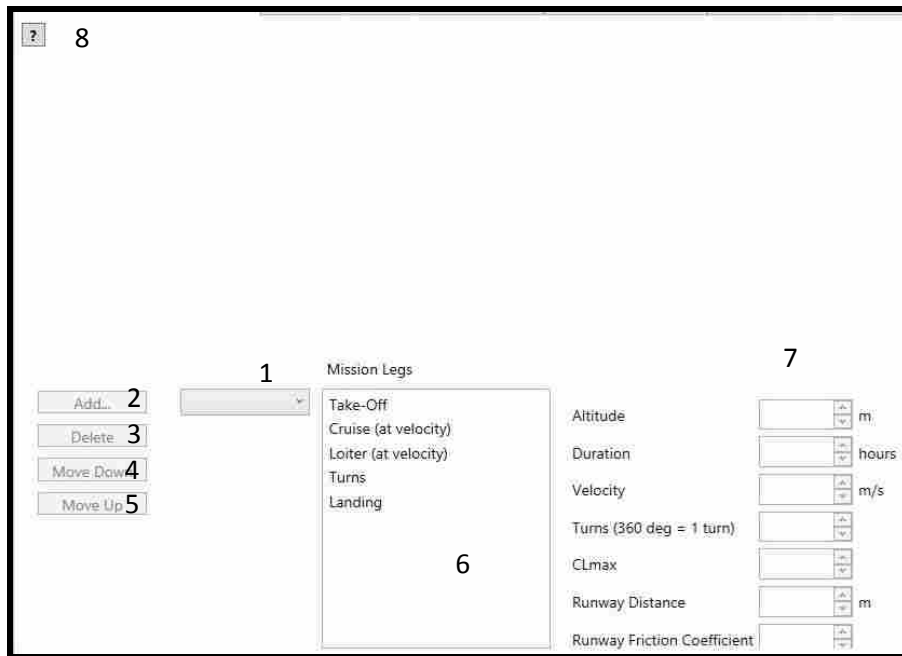 ?
8
1
Mission Legs
7
Add...
2
Delete
3
Move Down
4
Move Up
5
Take-Off
Cruise (at velocity)
Loiter (at velocity)
Turns
Landing
6
Altitude
m
Duration
hours
Velocity
m/s
Turns (360 deg = 1 turn)
CLmax
Runway Distance
m
Runway Friction Coefficient